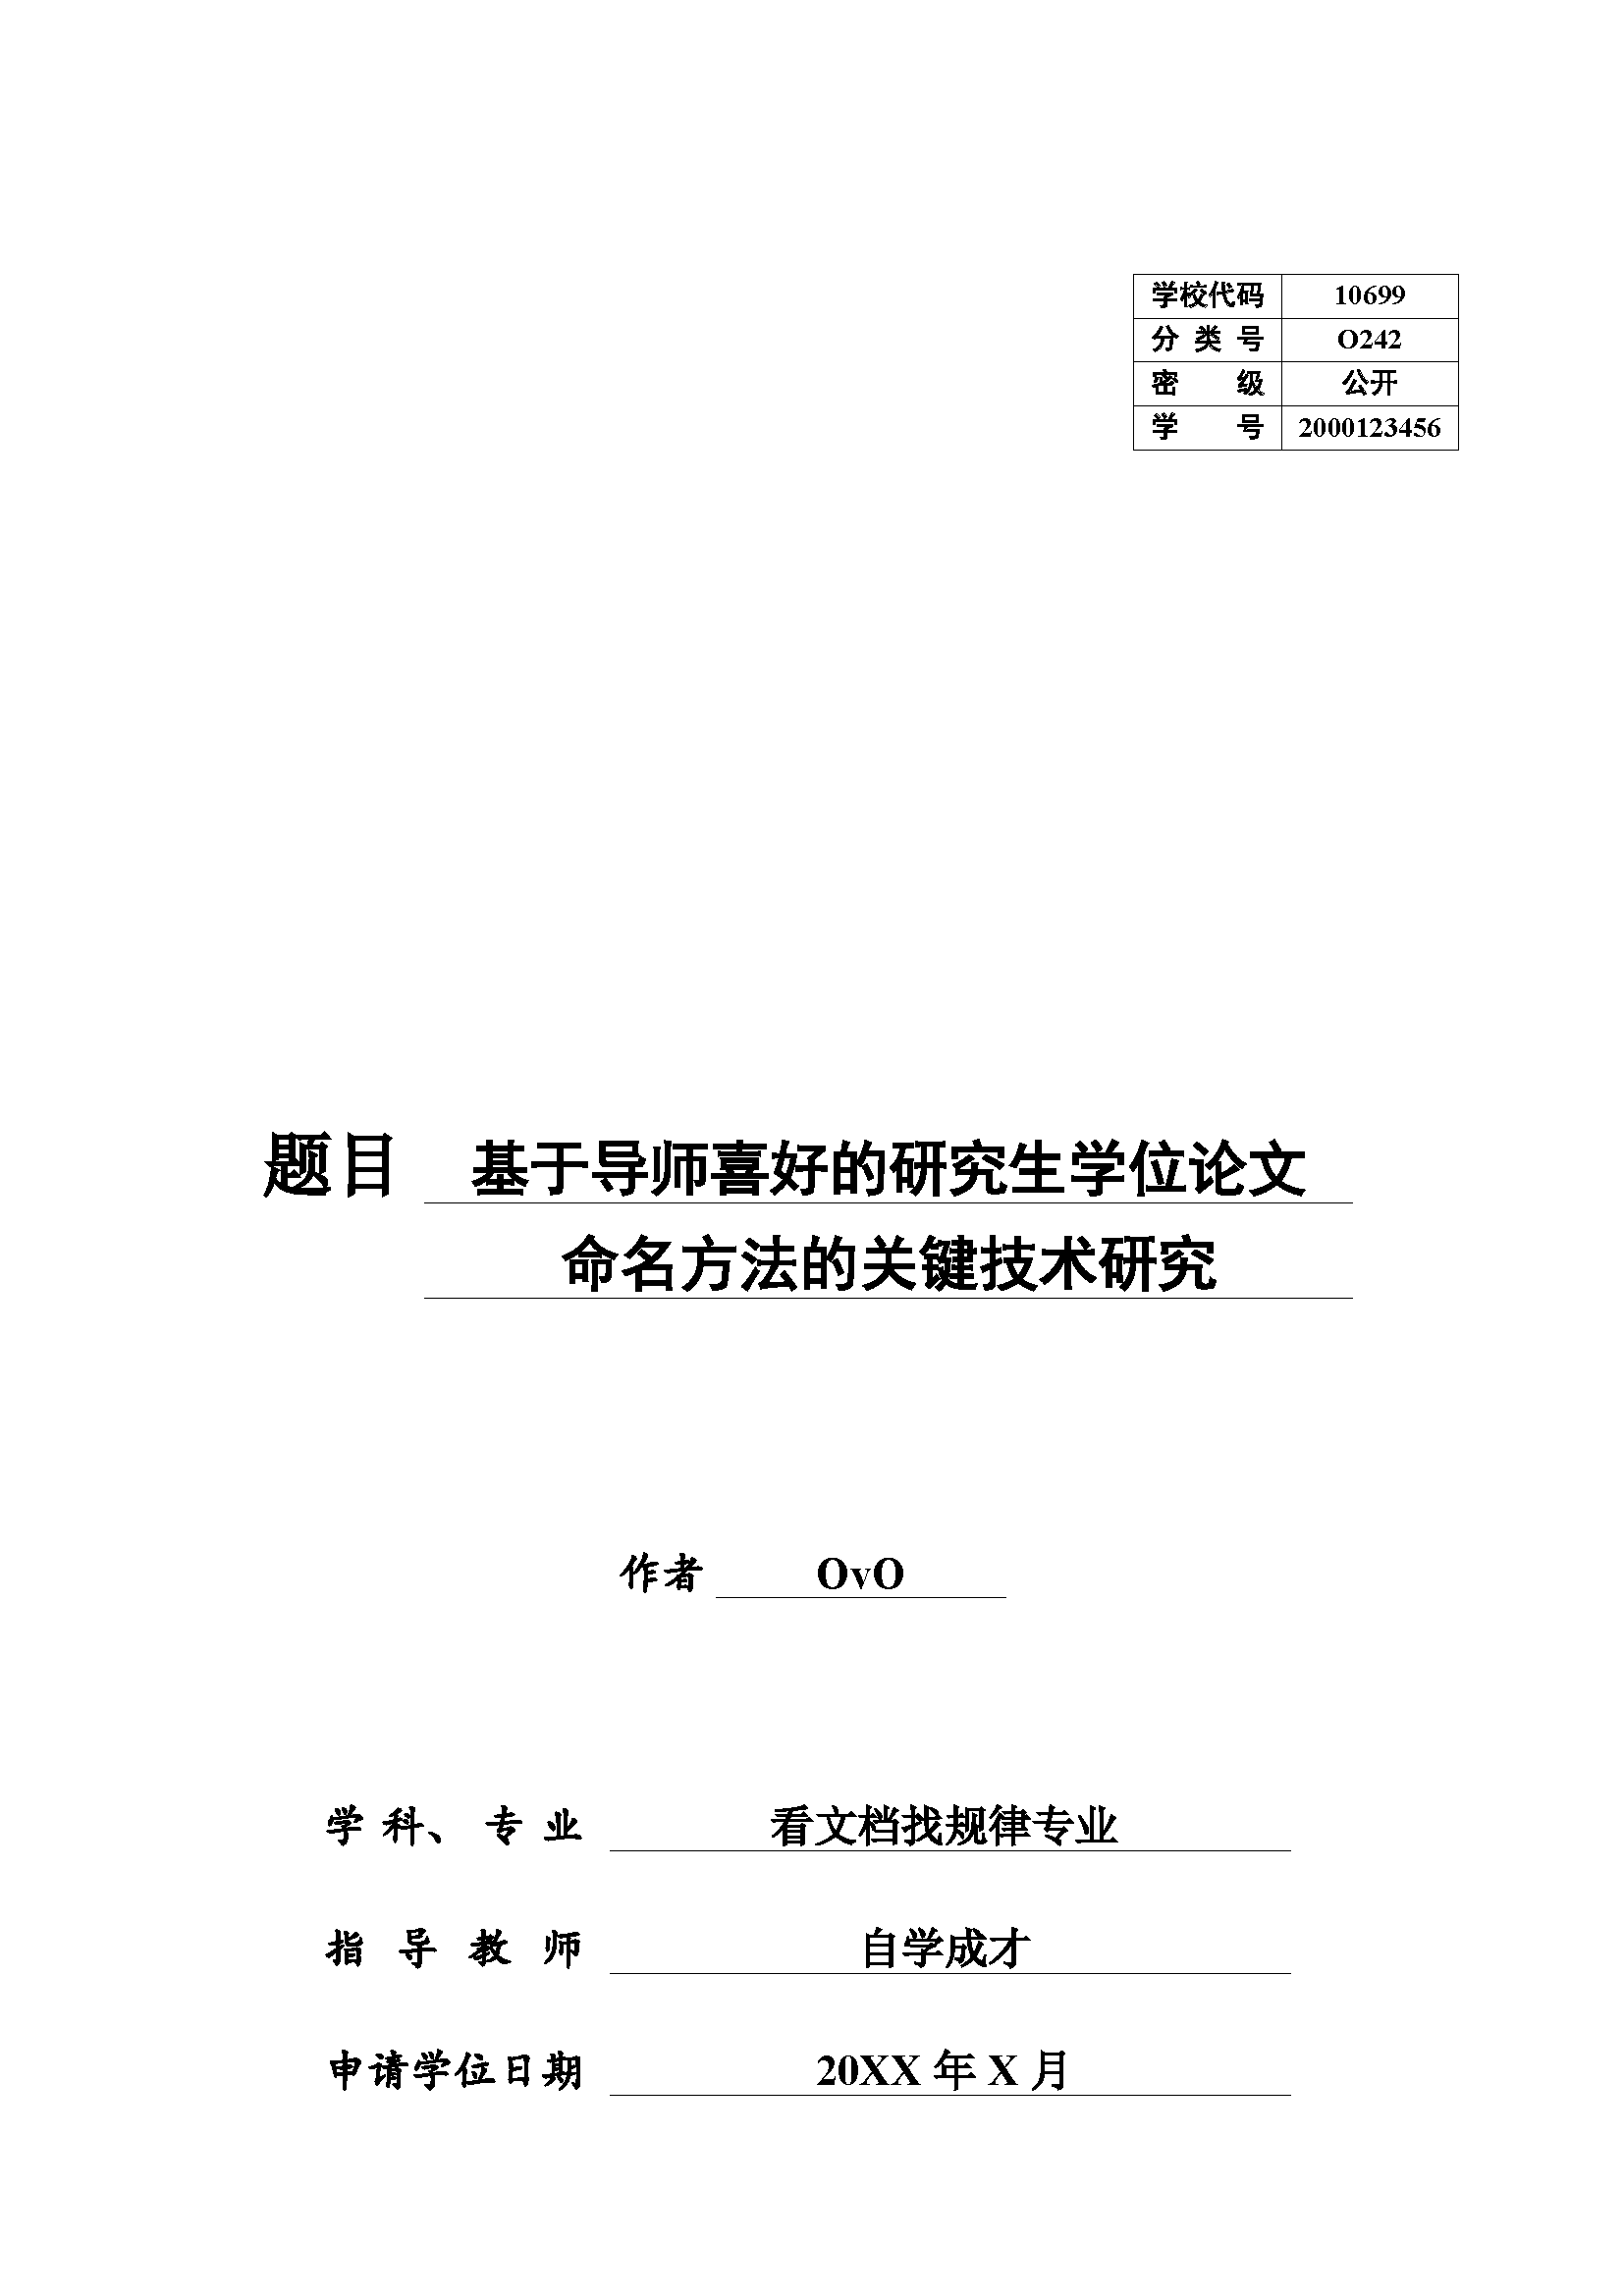 学校代码 10699
分类号 O242
密级 公开
学号 2000123456
题目 基于导师喜好的研究生学位论文
命名方法的关键技术研究
作者 OvO
学科、专业 看文档找规律专业
指导教师 自学成才
申请学位日期 20XX 年 X 月